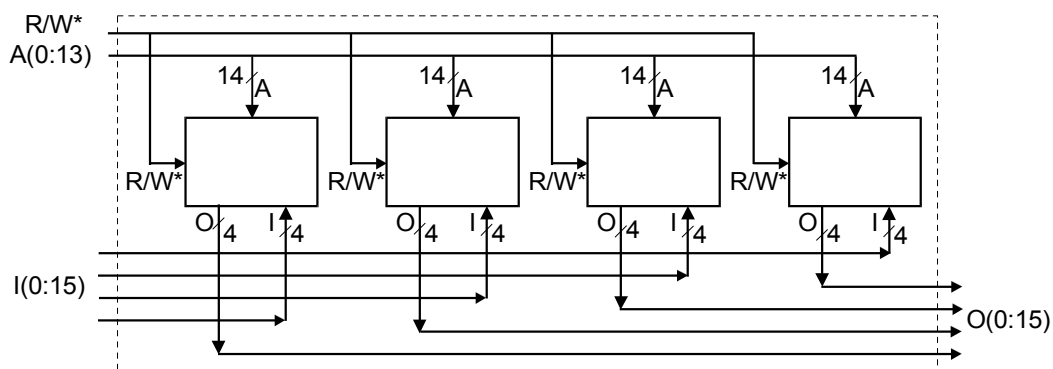 R/W*
A(0:13)
14 A 14 A 14 A 14 A
R/W* R/W* R/W* R/W*
O 4 I 4 O 4 I 4 O 4 I 4 O 4 I 4
I(0:15)
O(0:15)